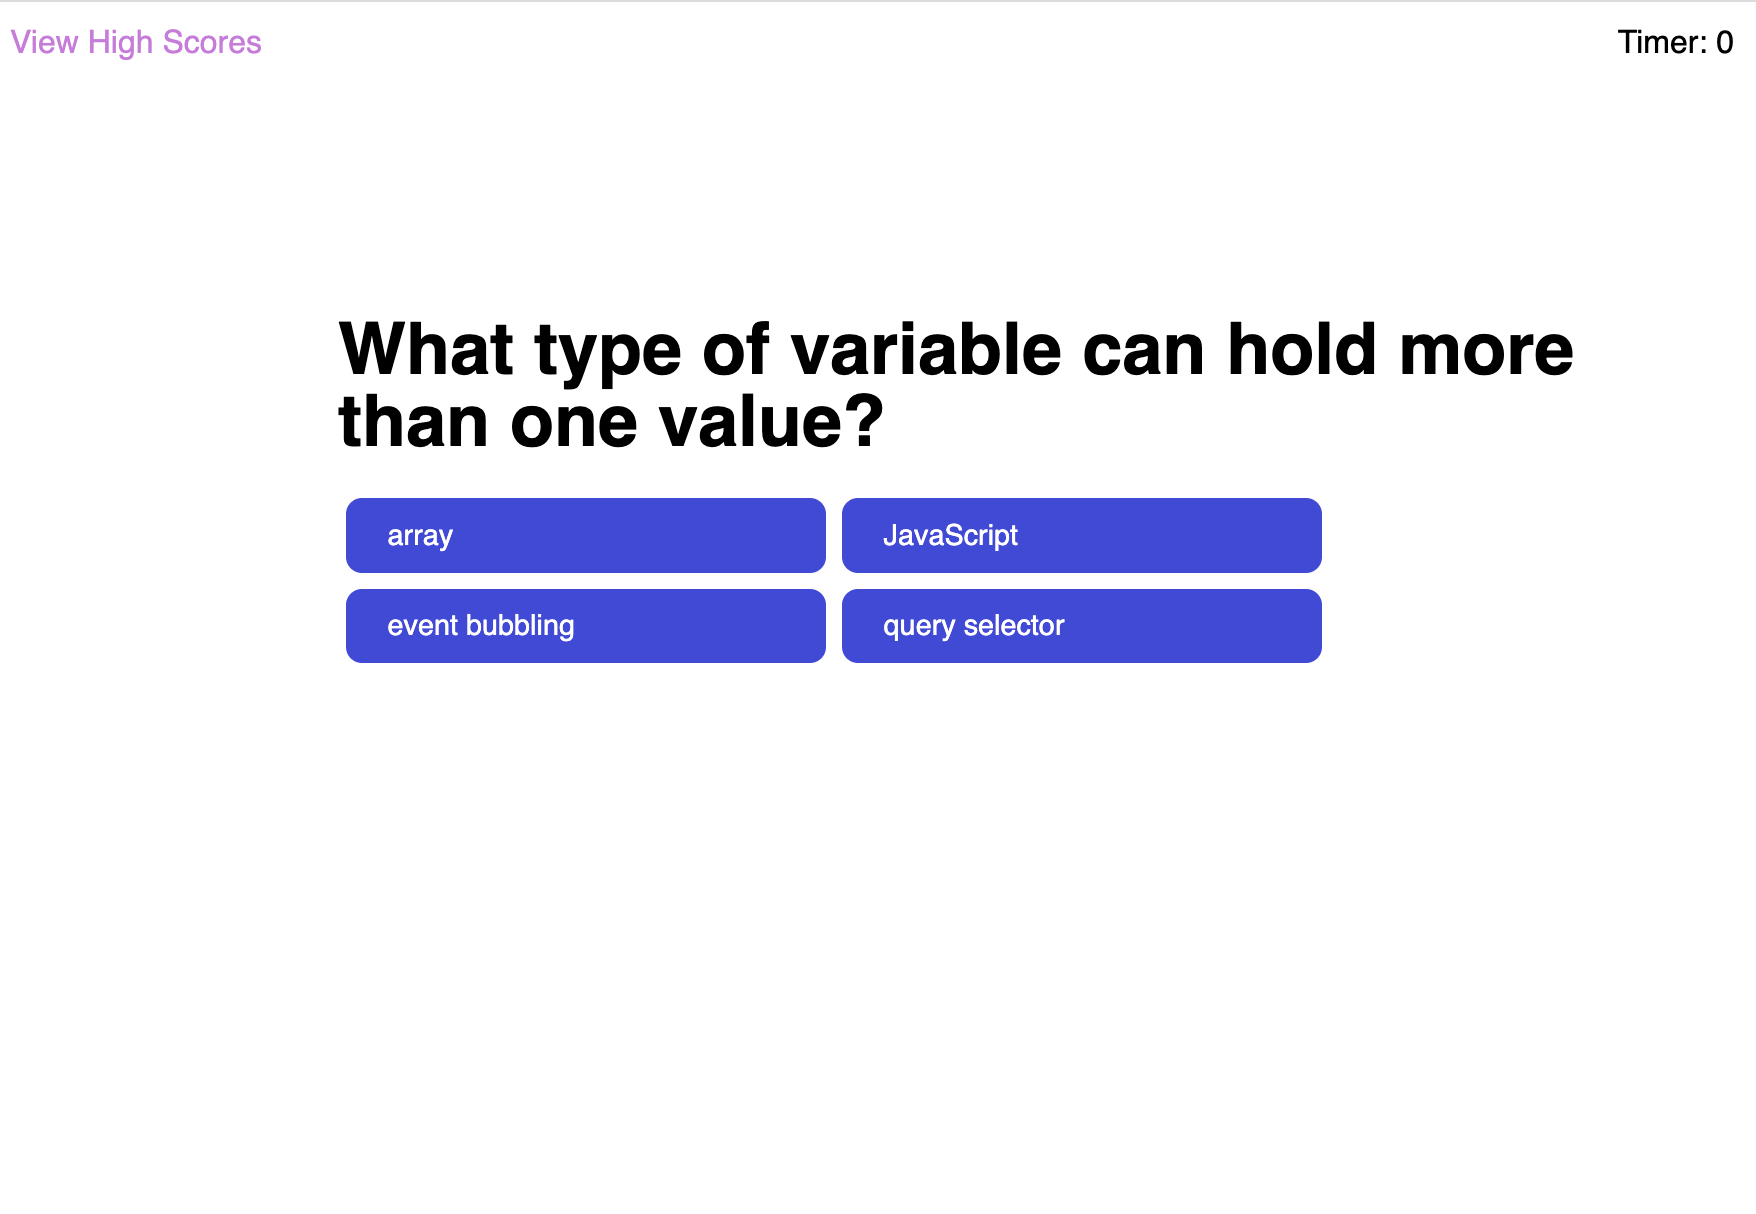 View High Scores
Timer: 0
What type of variable can hold more
than one value?
array
JavaScript
event bubbling
query selector